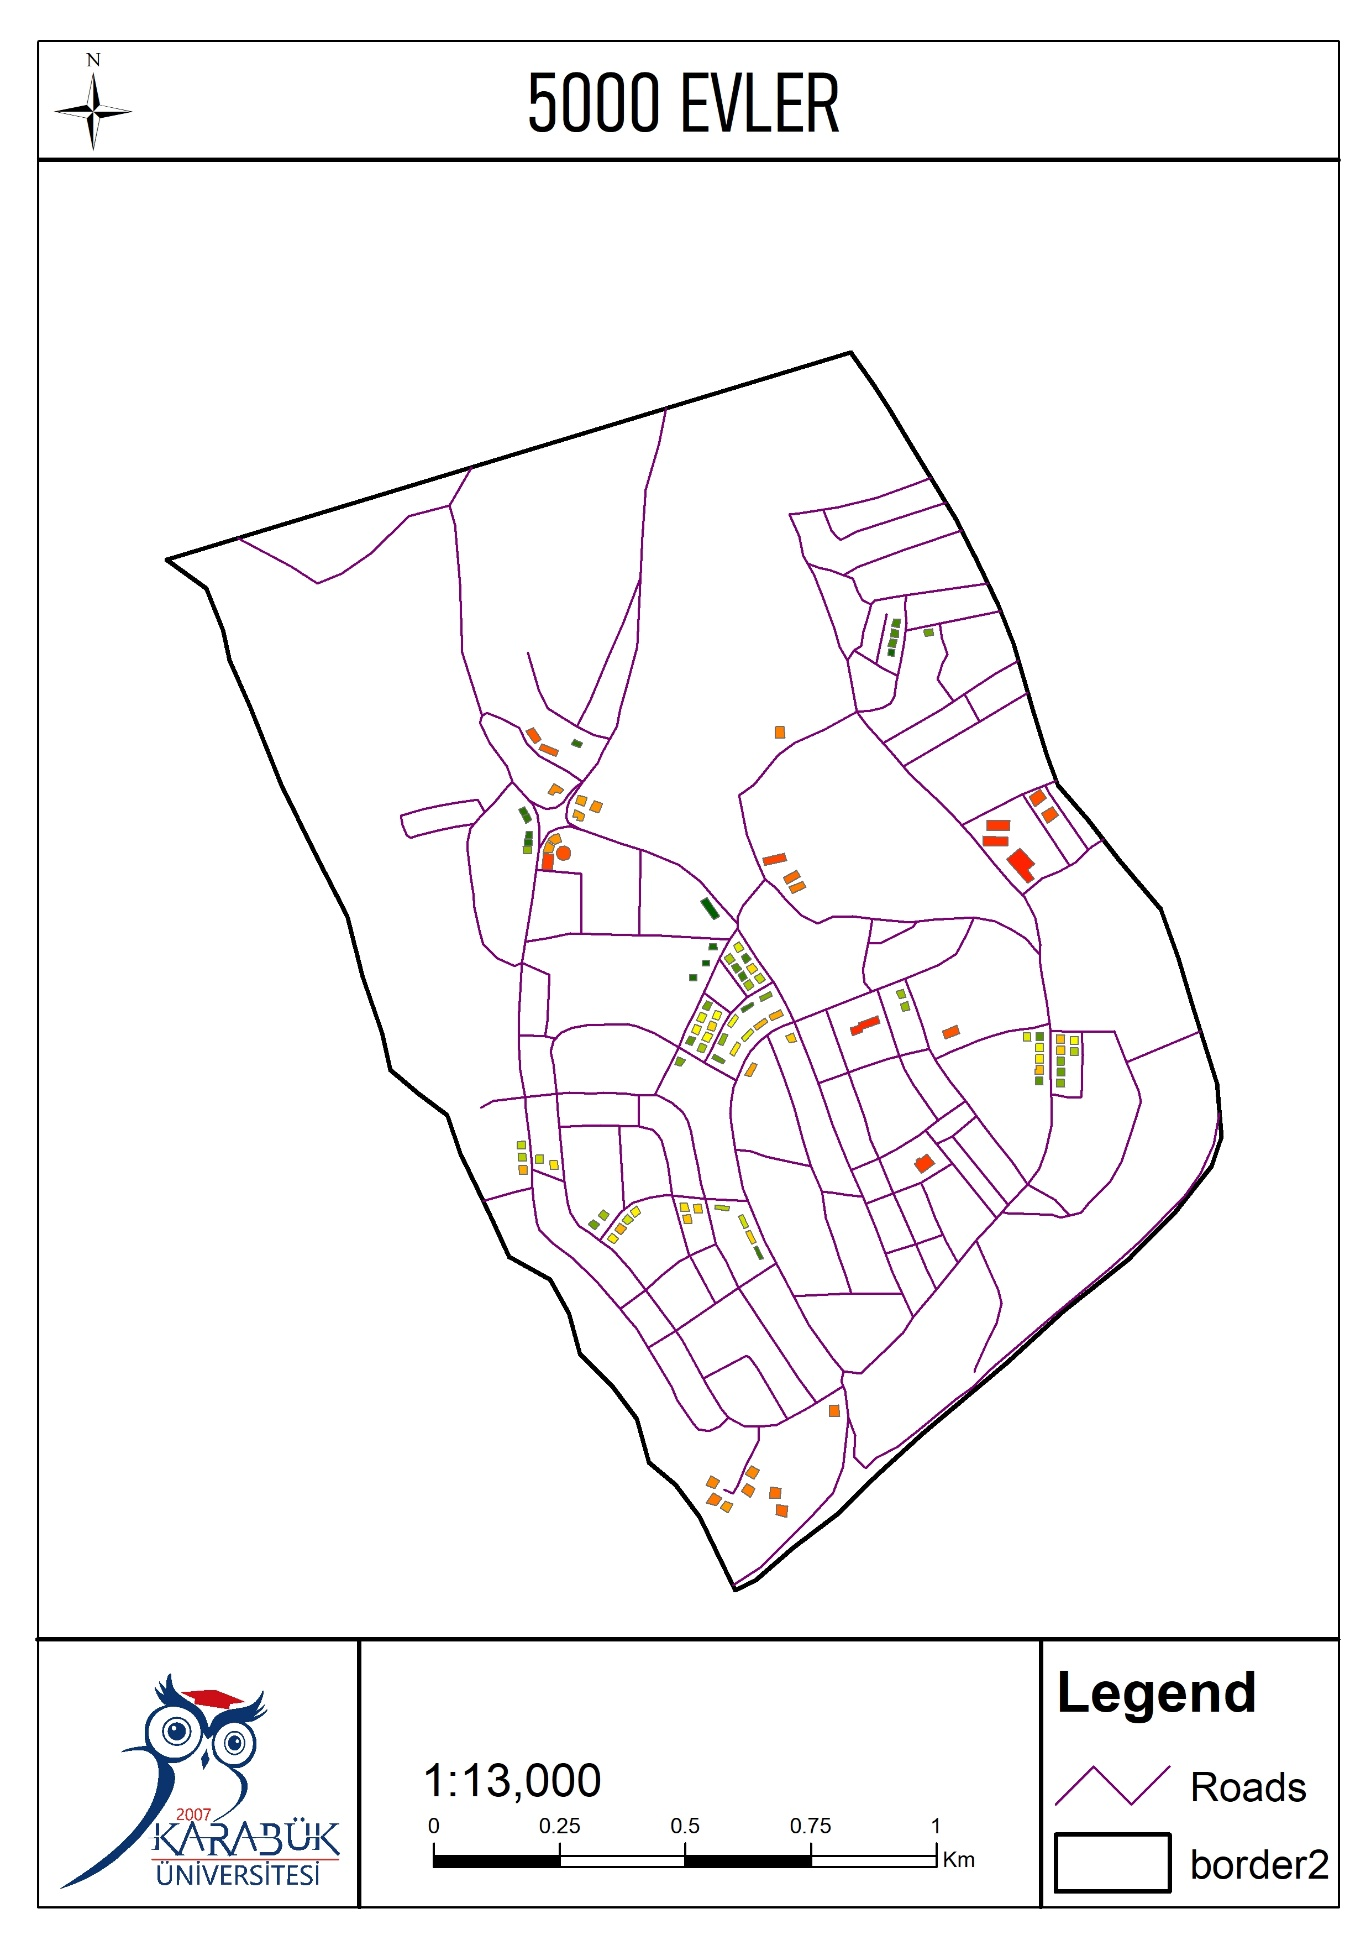 N
5000 EVLER
2007
KARABÜK
ÜNİVERSİTESİ
1:13,000
0 0.25 0.5 0.75 1
Km
Legend
Roads
border2